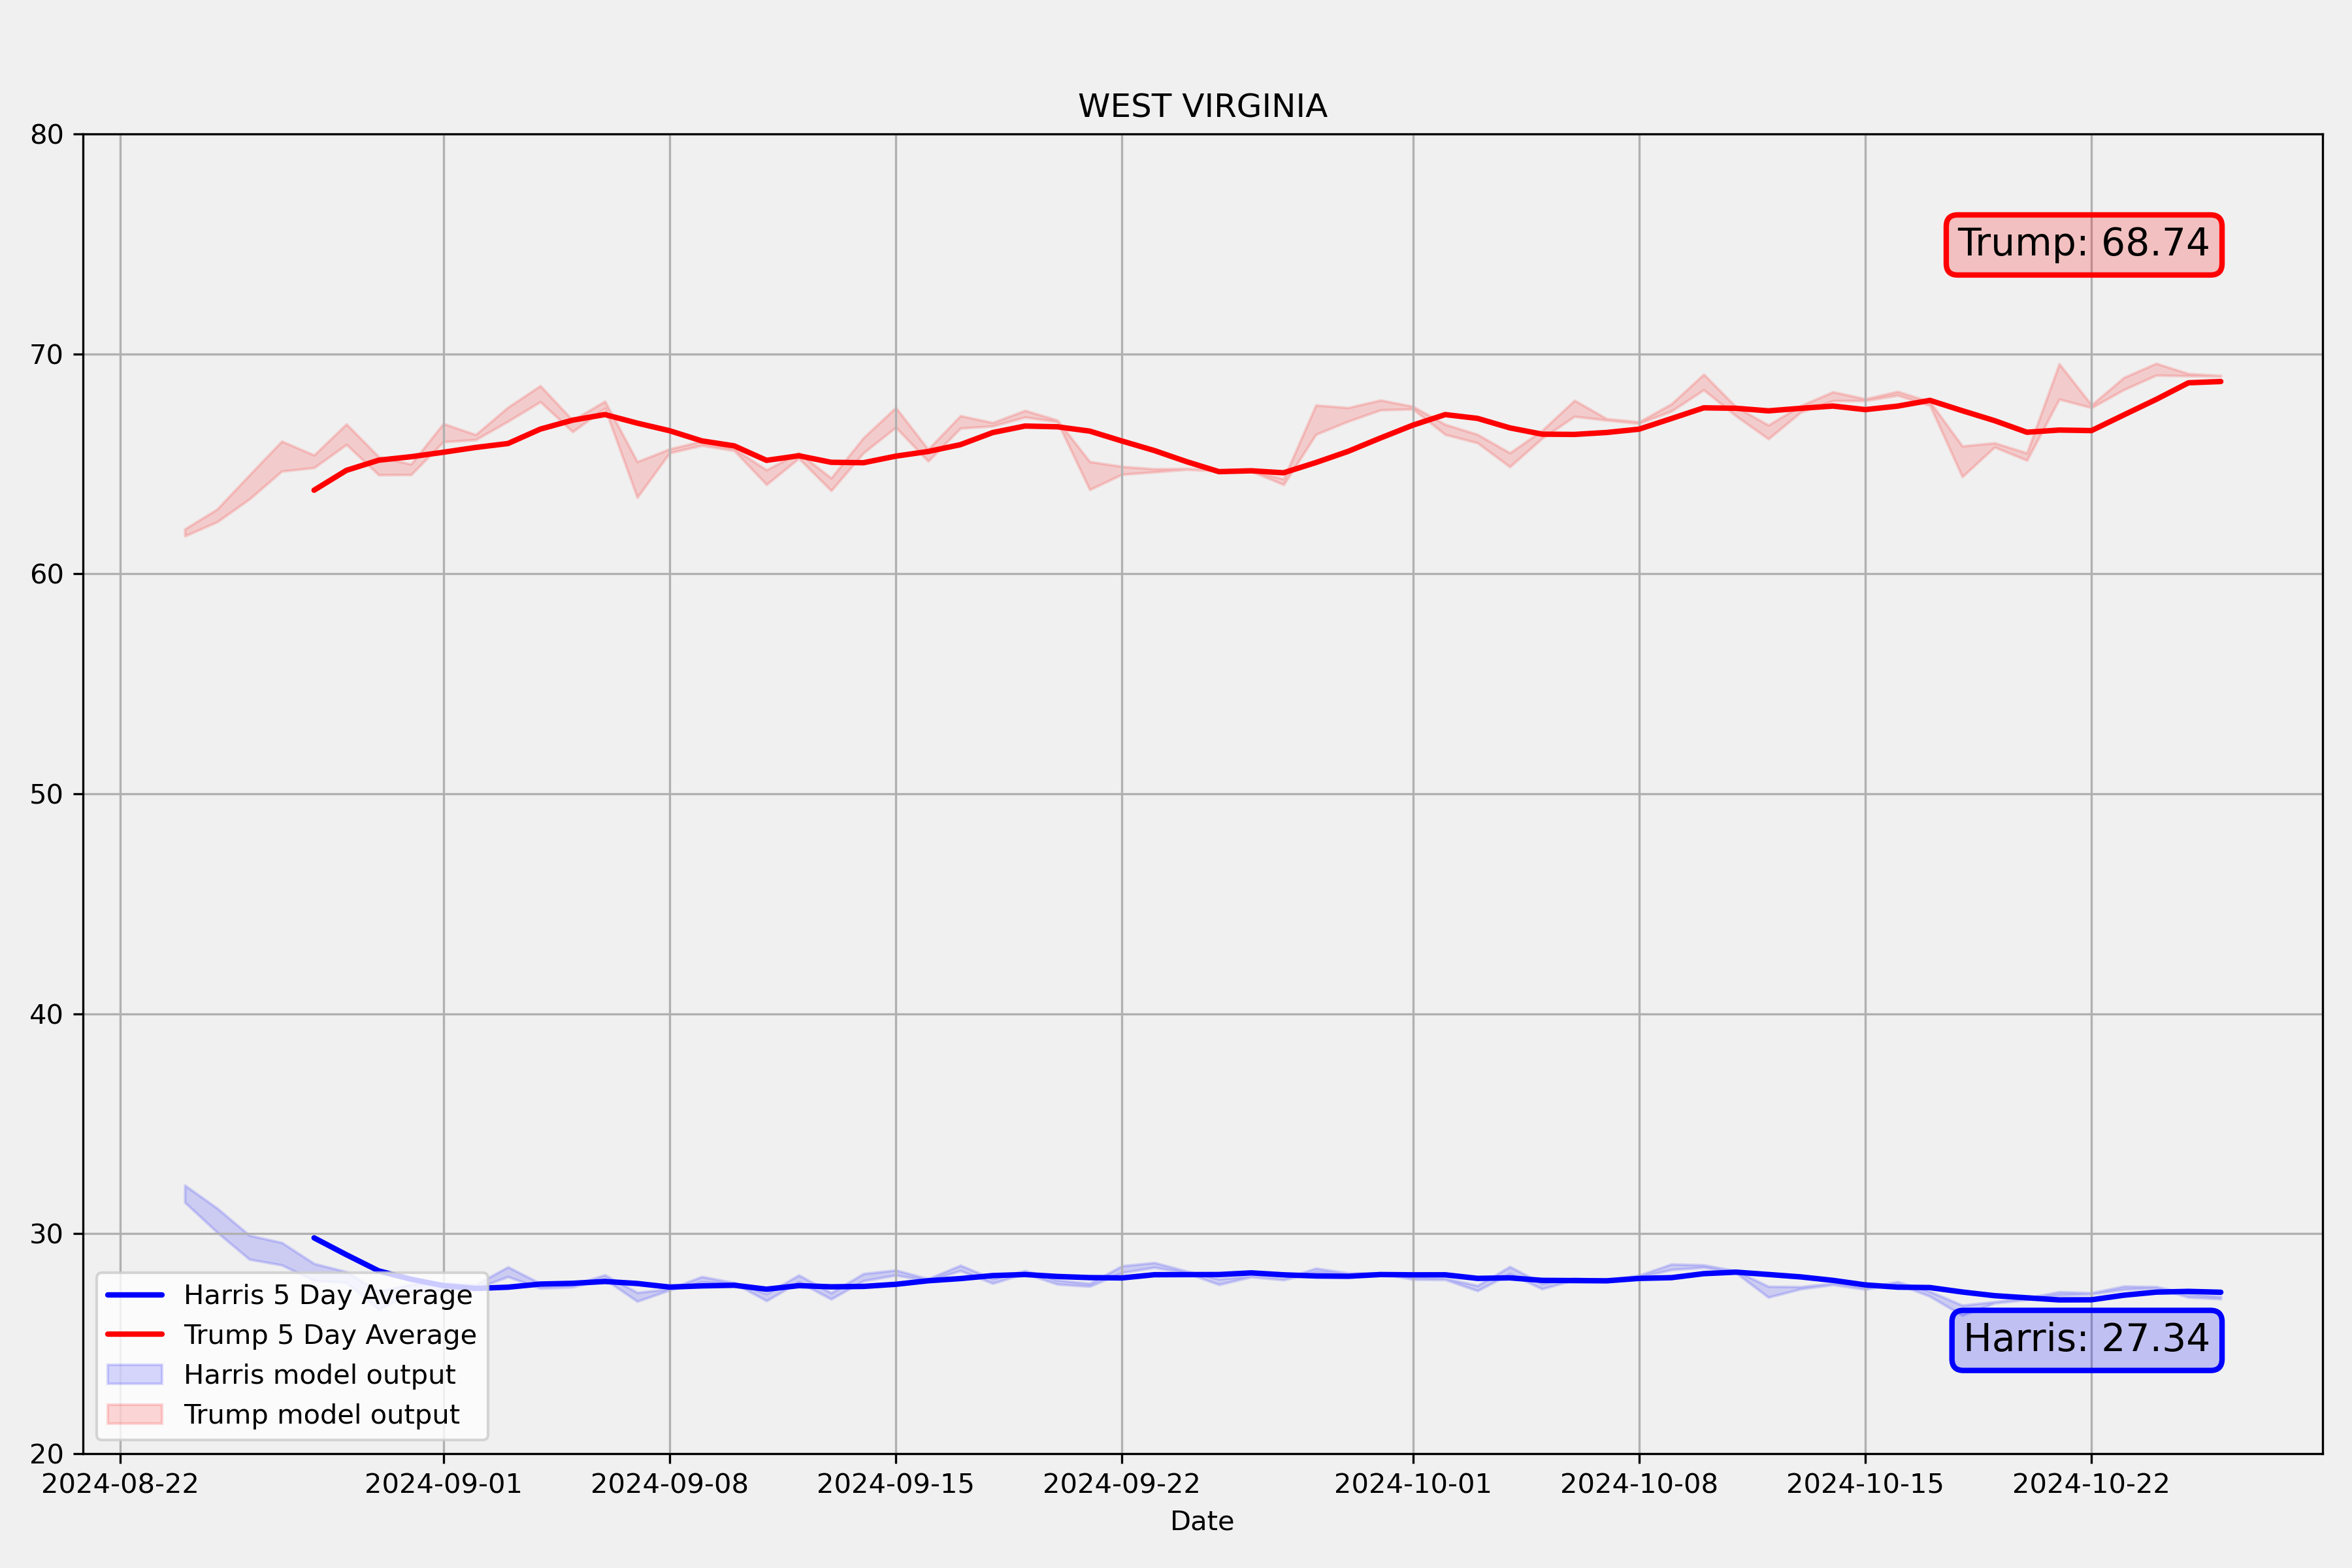 WEST VIRGINIA
80
70
60
50
40
30
20
Trump: 68.74
Harris: 27.34
Harris 5 Day Average
Trump 5 Day Average
Harris model output
Trump model output
2024-08-22 2024-09-01 2024-09-08 2024-09-15 2024-09-22 2024-10-01 2024-10-08 2024-10-15 2024-10-22
Date